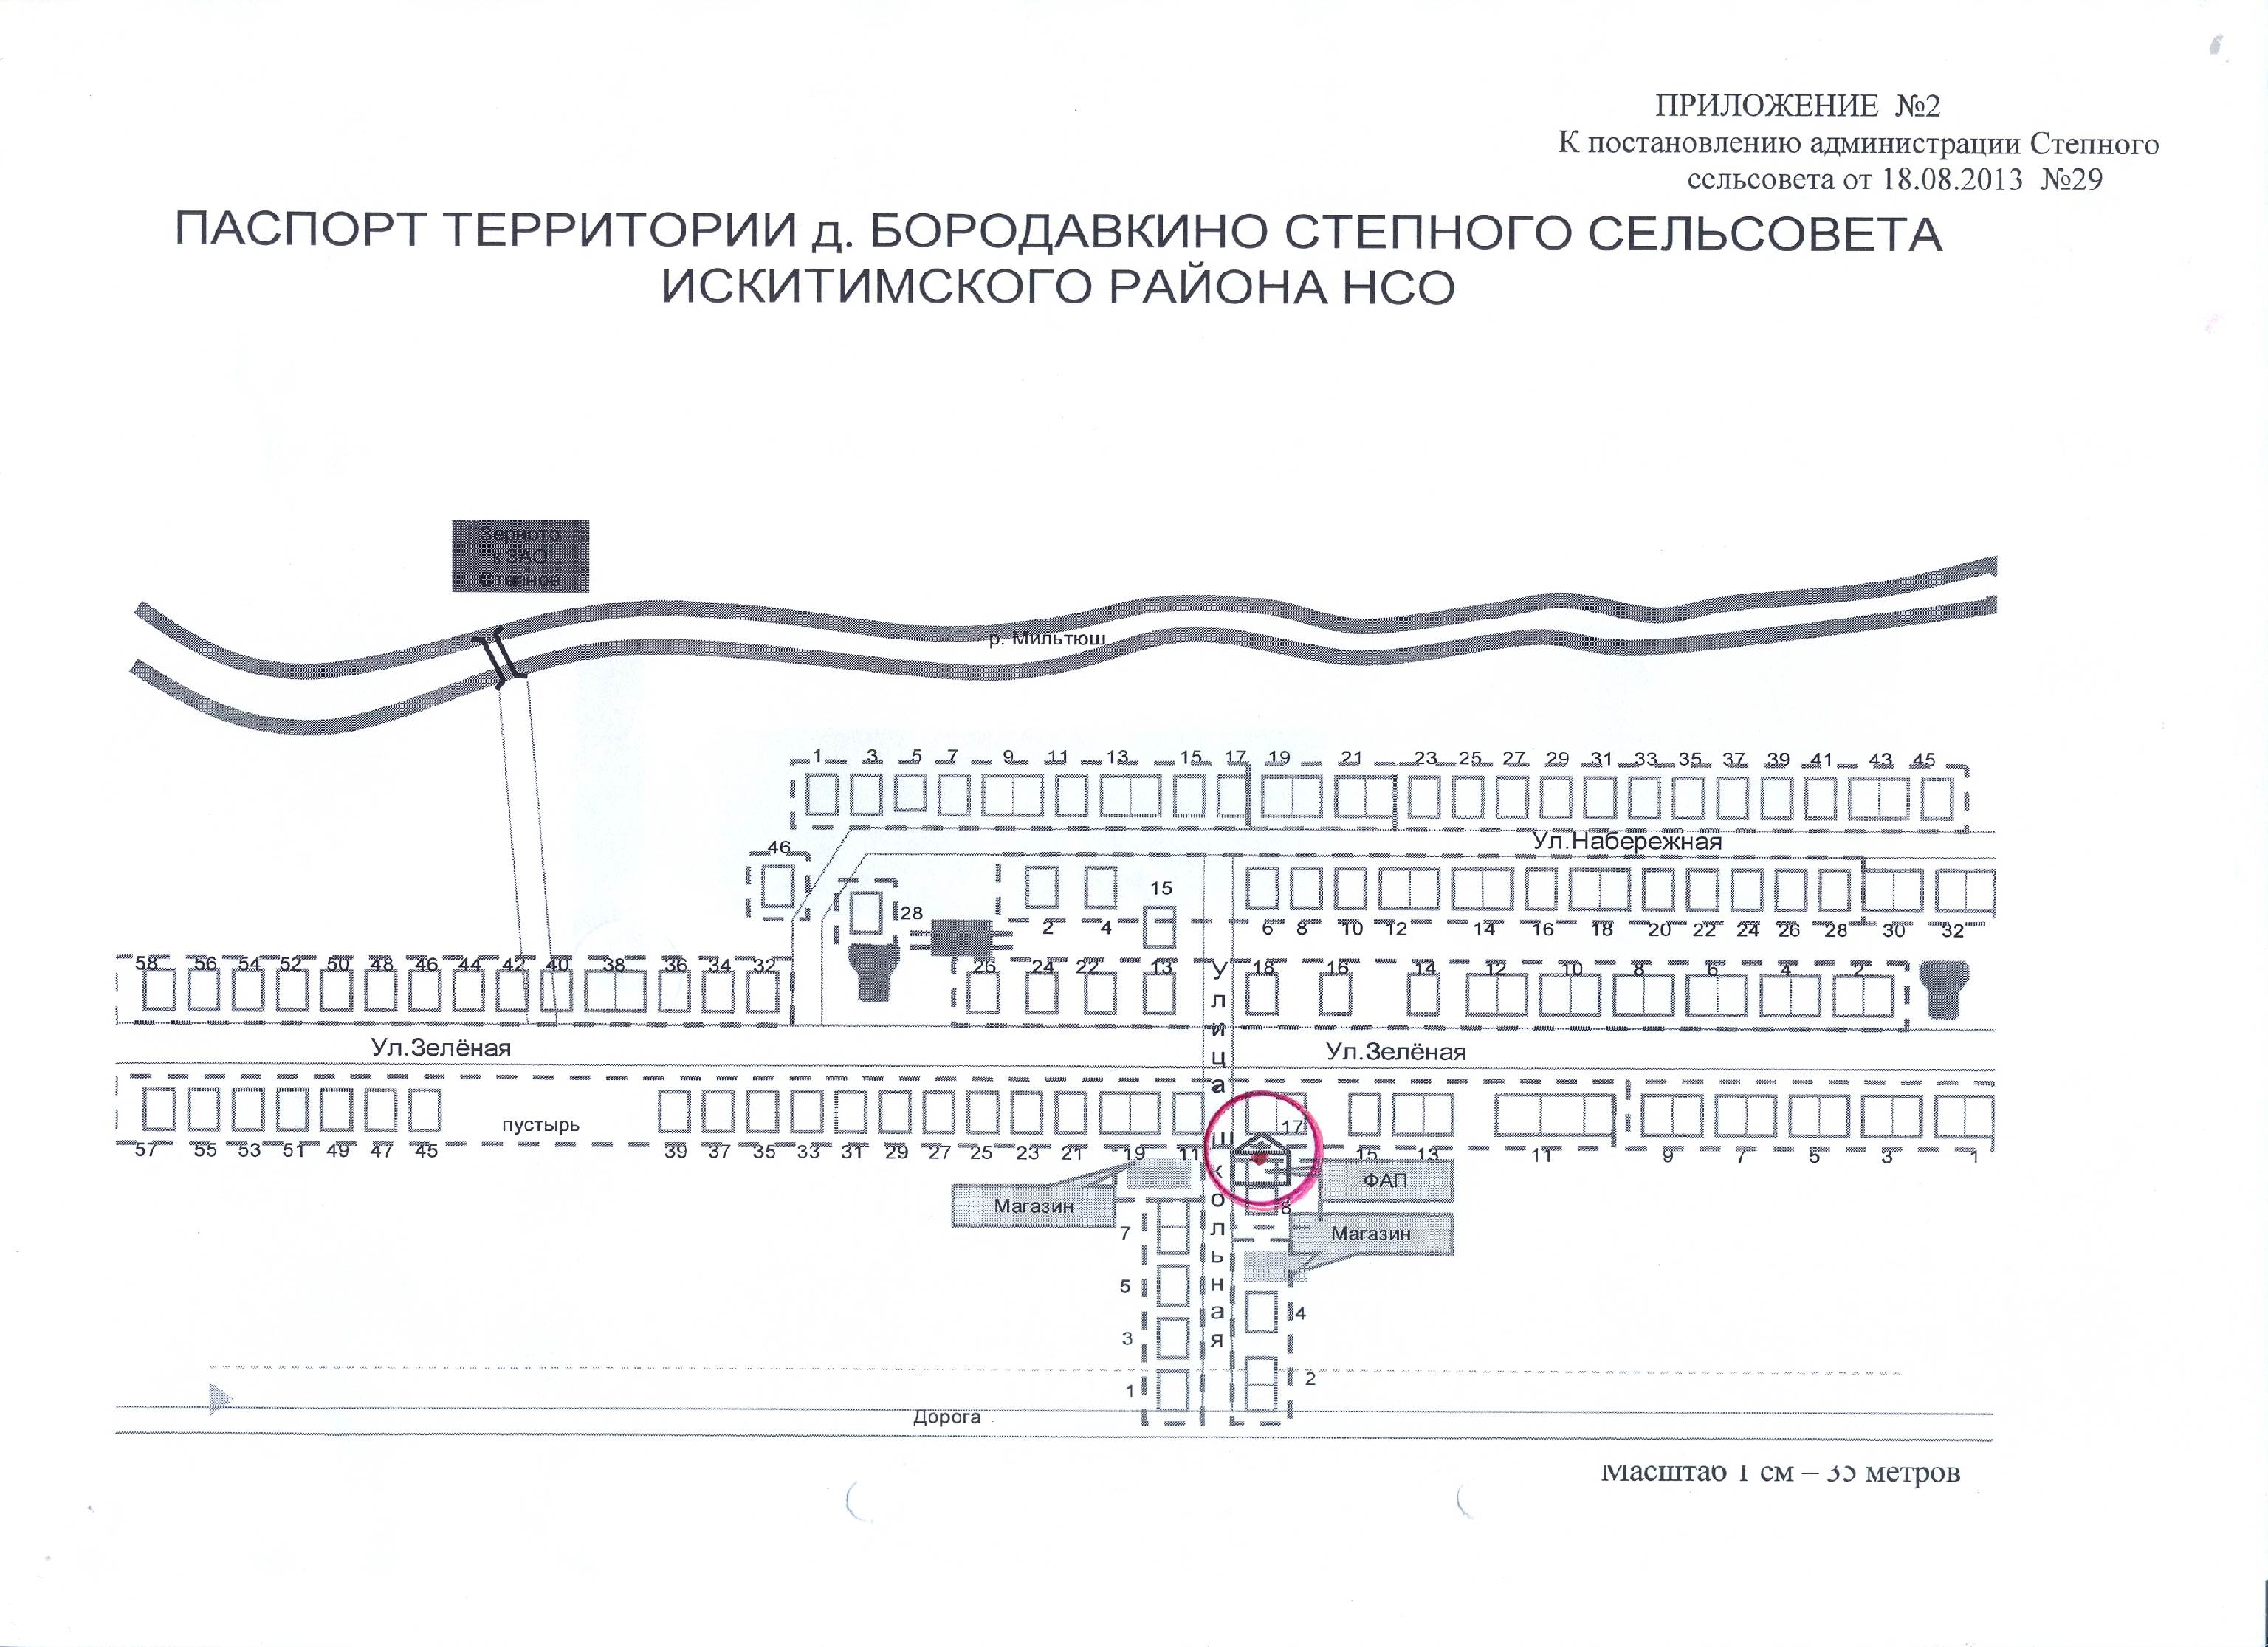 ПРИЛОЖЕНИЕ №2
К постановлению администрации Степного
сельсовета от 18.08.2013 №29
ПАСПОРТ ТЕРРИТОРИИ д. БОРОДАВКИНО СТЕПНОГО СЕЛЬСОВЕТА
ИСКИТИМСКОГО РАЙОНА НСО
Зерното
к ЗАО
Степное
р. Мильтюш
1 3 5 7 9 11 13 15 17 19 21 23 25 27 29 31 33 35 37 39 41 43 45
Ул.Набережная
46
28
15
2 4 6 8 10 12 14 16 18 20 22 24 26 28 30 32
58 56 54 52 50 48 46 44 42 40 38 36 34 32 26 24 22 13 18 16 14 12 10 8 6 4 2
Улица Школьная
Ул.Зелёная
Ул.Зелёная
пустырь
17
57 55 53 51 49 47 45 39 37 35 33 31 29 27 25 23 21 19 11 15 13 11 9 7 5 3 1
ФАП
Магазин
8
7
Магазин
5
4
3
2
1
Дорога
Масштаб 1 см – 35 метров